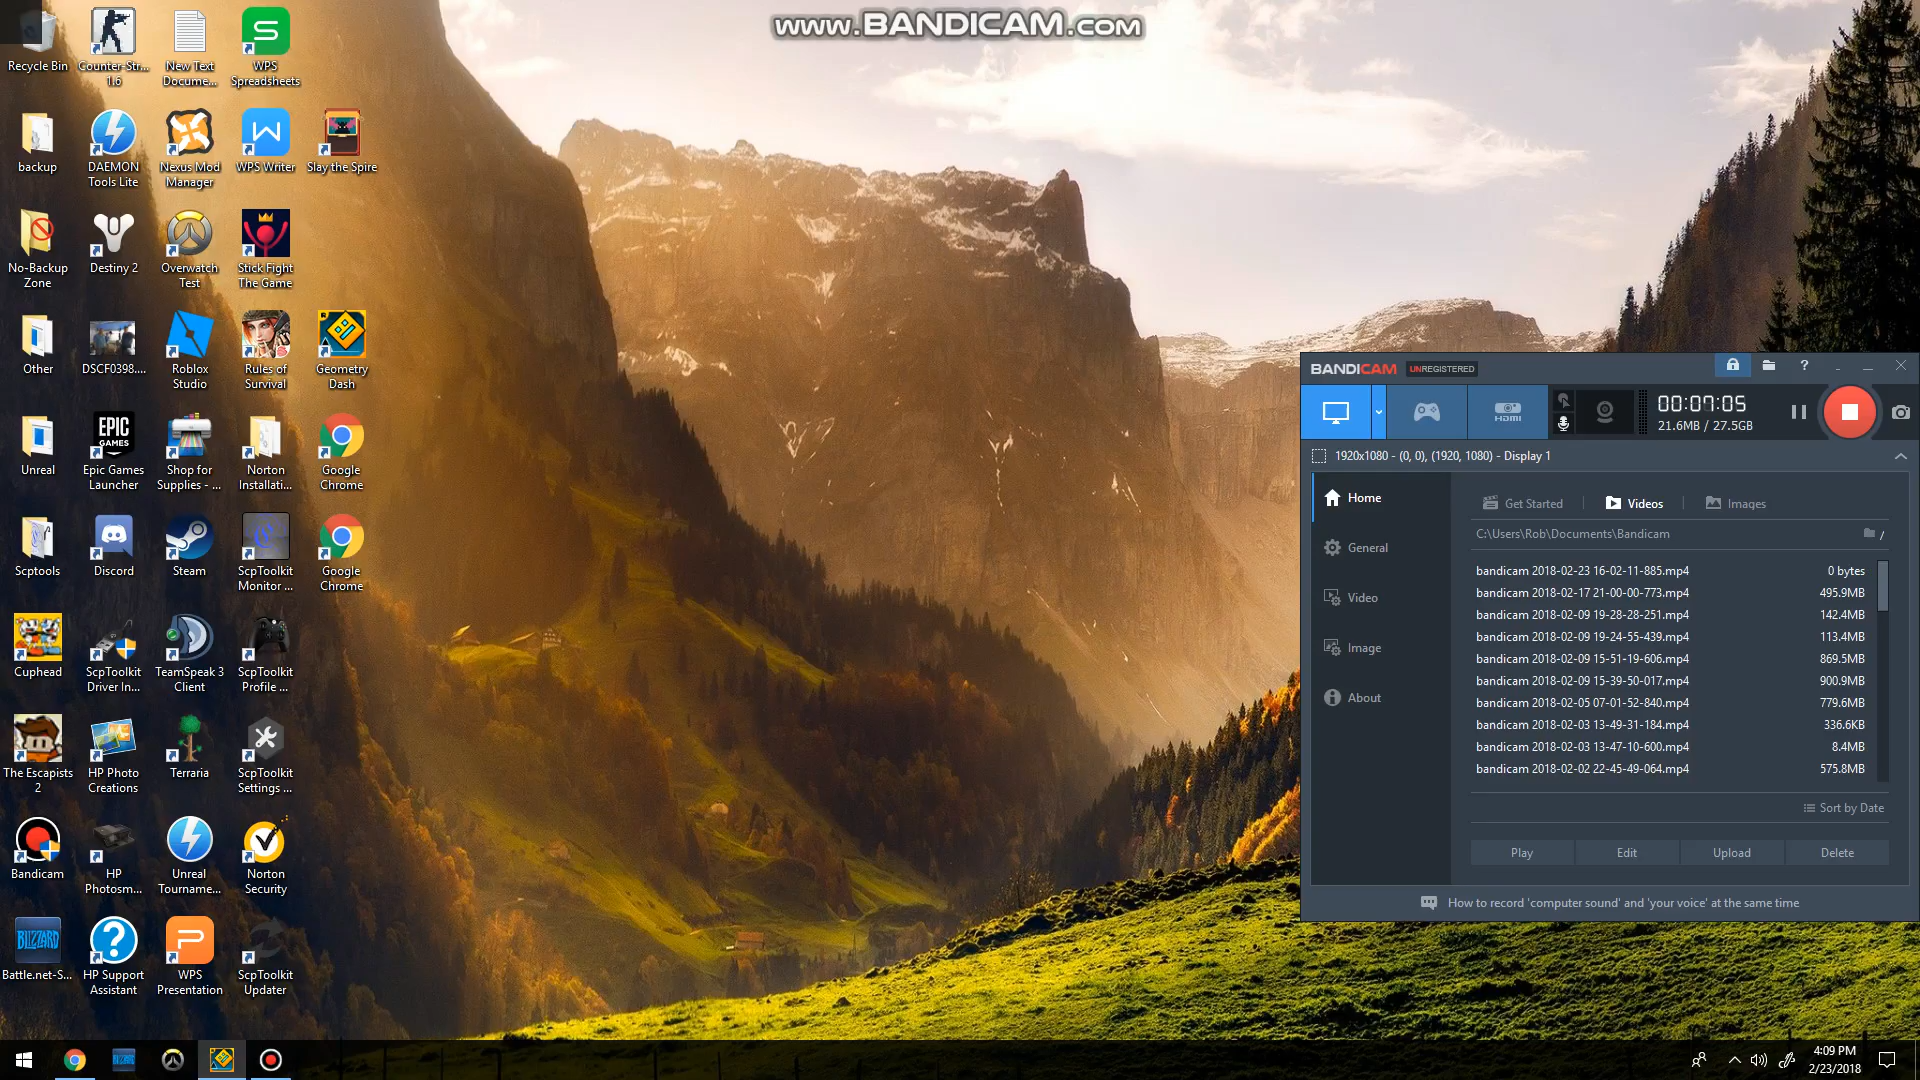 www.BANDICAM.com
Recycle Bin
Counter-Str...
1.6
New Text
Docume...
WPS
Spreadsheets
backup
DAEMON
Tools Lite
Nexus Mod
Manager
WPS Writer
Slay the Spire
No-Backup
Zone
Destiny 2
Overwatch
Test
Stick Fight
The Game
Other
DSCF0398....
Roblox
Studio
Rules of
Survival
Geometry
Dash
Unreal
EPIC
GAMES
Epic Games
Launcher
Shop for
Supplies - ...
Norton
Installati...
Google
Chrome
Scptools
Discord
Steam
ScpToolkit
Monitor ...
Google
Chrome
Cuphead
ScpToolkit
Driver In...
TeamSpeak 3
Client
ScpToolkit
Profile ...
The Escapists
2
HP Photo
Creations
Terraria
ScpToolkit
Settings ...
Bandicam
HP
Photosm...
Unreal
Tourname...
Norton
Security
BLIZZARD
Battle.net-S...
HP Support
Assistant
WPS
Presentation
ScpToolkit
Updater
BANDICAM UNREGISTERED
HDMI
00:07:05
21.6MB / 27.5GB
1920x1080 - (0, 0), (1920, 1080) - Display 1
Home
General
Video
Image
About
Get Started
Videos
Images
C:\Users\Rob\Documents\Bandicam
bandicam 2018-02-23 16-02-11-885.mp4 0 bytes
bandicam 2018-02-17 21-00-00-773.mp4 495.9MB
bandicam 2018-02-09 19-28-28-251.mp4 142.4MB
bandicam 2018-02-09 19-24-55-439.mp4 113.4MB
bandicam 2018-02-09 15-51-19-606.mp4 869.5MB
bandicam 2018-02-09 15-39-50-017.mp4 900.9MB
bandicam 2018-02-05 07-01-52-840.mp4 779.6MB
bandicam 2018-02-03 13-49-31-184.mp4 336.6KB
bandicam 2018-02-03 13-47-10-600.mp4 8.4MB
bandicam 2018-02-02 22-45-49-064.mp4 575.8MB
Sort by Date
Play
Edit
Upload
Delete
How to record 'computer sound' and 'your voice' at the same time
4:09 PM
2/23/2018